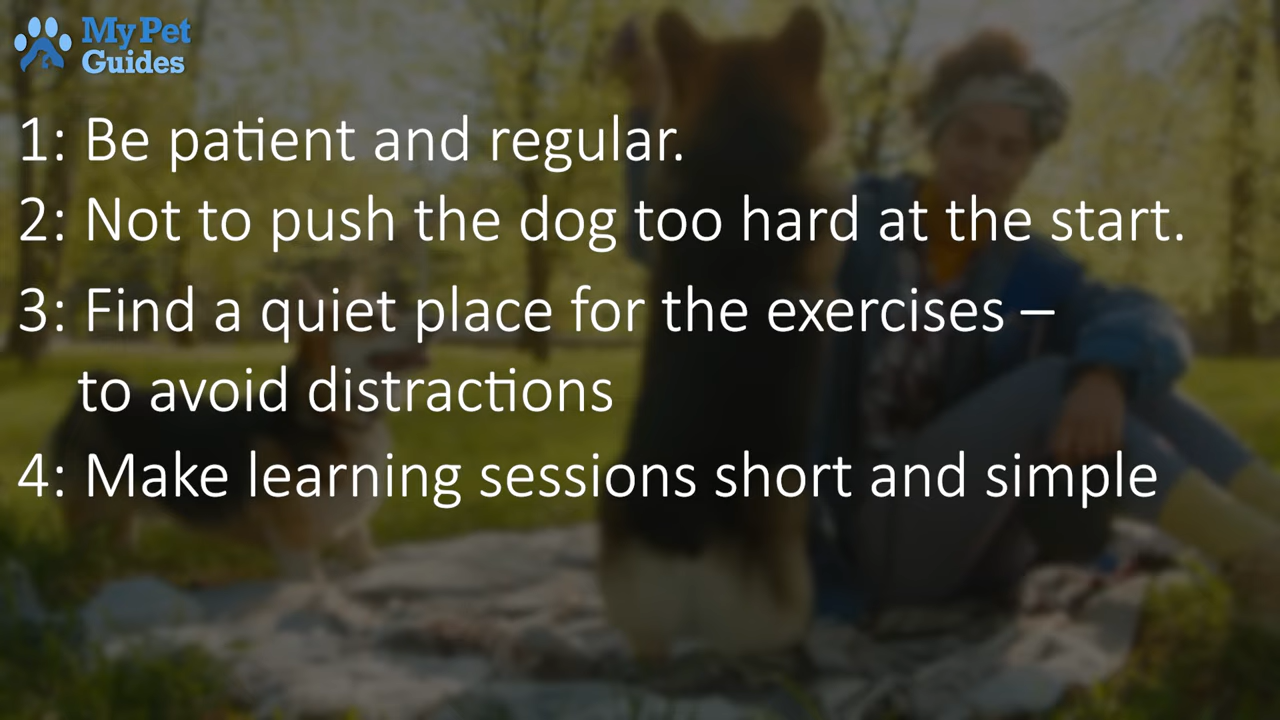 My Pet
Guides
1: Be patient and regular.
2: Not to push the dog too hard at the start.
3: Find a quiet place for the exercises –
to avoid distractions
4: Make learning sessions short and simple